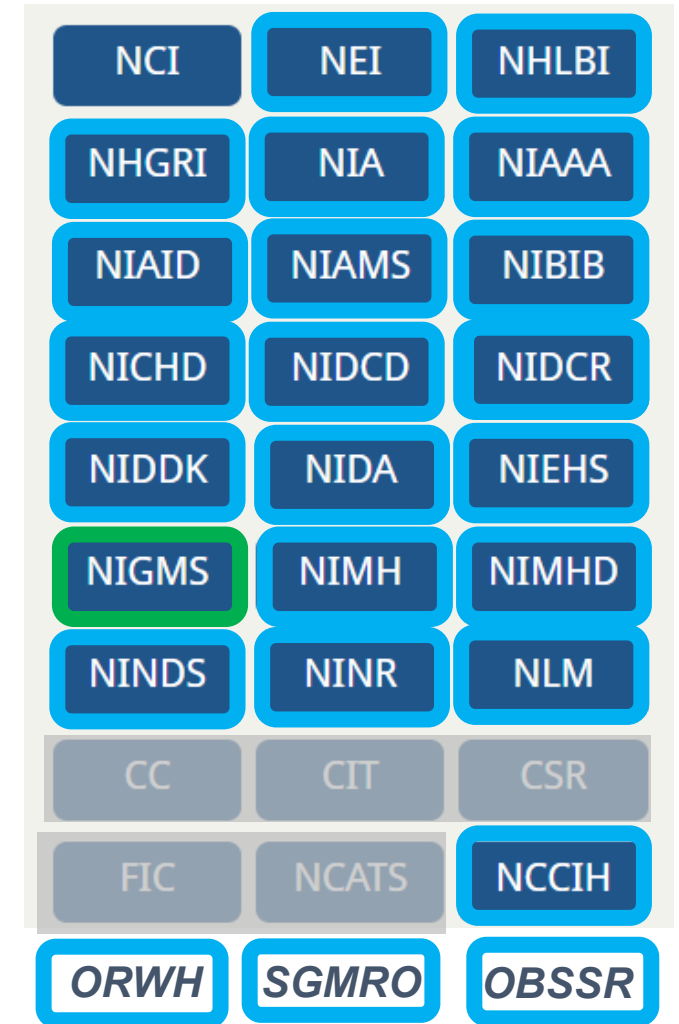 NCI NEI NHLBI
NHGRI NIA NIAAA
NIAID NIAMS NIBIB
NICHD NIDCD NIDCR
NIDDK NIDA NIEHS
NIGMS NIMH NIMHD
NINDS NINR NLM
CC CIT CSR
FIC NCATS NCCIH
ORWH SGMRO OBSSR